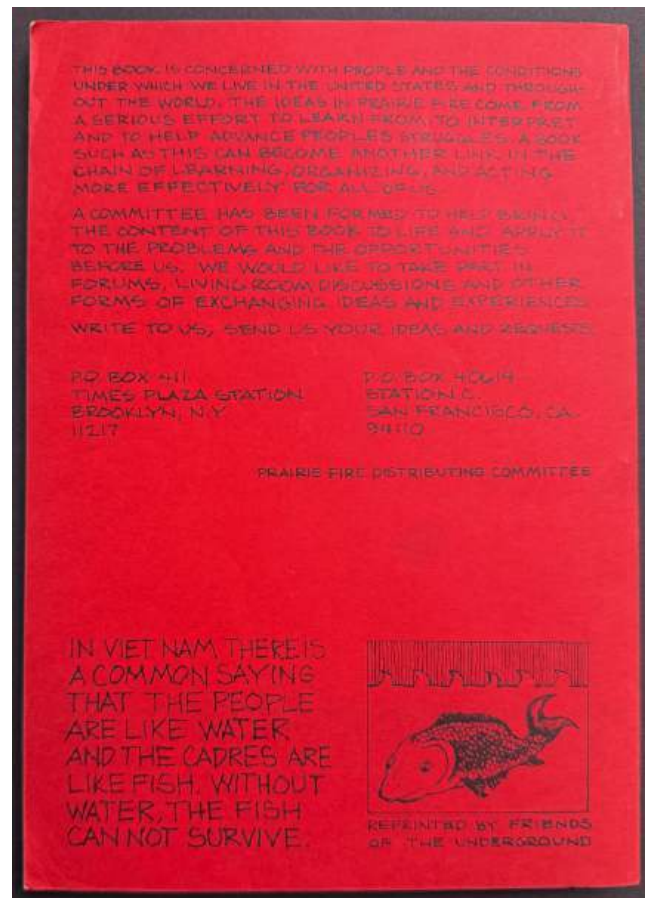 THIS BOOK IS CONCERNED WITH PEOPLE AND THE CONDITIONS
UNDER WHICH WE LIVE IN THE UNITED STATES AND THROUGH-
OUT THE WORLD. THE IDEAS IN PRAIRIE FIRE COME FROM
A SERIOUS EFFORT TO LEARN FROM, TO INTERPRET
AND TO HELP ADVANCE PEOPLES STRUGGLES. A BOOK
SUCH AS THIS CAN BECOME ANOTHER LINK IN THE
CHAIN OF LEARNING, ORGANIZING, AND ACTING
MORE EFFECTIVELY FOR ALL OF US.
A COMMITTEE HAS BEEN FORMED TO HELP BRING
THE CONTENT OF THIS BOOK TO LIFE AND APPLY IT
TO THE PROBLEMS AND THE OPPORTUNITIES
BEFORE US. WE WOULD LIKE TO TAKE PART IN
FORUMS, LIVING ROOM DISCUSSIONS AND OTHER
FORMS OF EXCHANGING IDEAS AND EXPERIENCES.
WRITE TO US, SEND US YOUR IDEAS AND REQUESTS.
P.O. BOX 411
TIMES PLAZA STATION
BROOKLYN, N.Y.
11217
P.O. BOX 40614
STATION C.
SAN FRANCISCO, CA.
94110
PRAIRIE FIRE DISTRIBUTING COMMITTEE
IN VIET NAM THERE IS
A COMMON SAYING
THAT THE PEOPLE
ARE LIKE WATER
AND THE CADRES ARE
LIKE FISH. WITHOUT
WATER, THE FISH
CAN NOT SURVIVE.
REPRINTED BY FRIENDS
OF THE UNDERGROUND